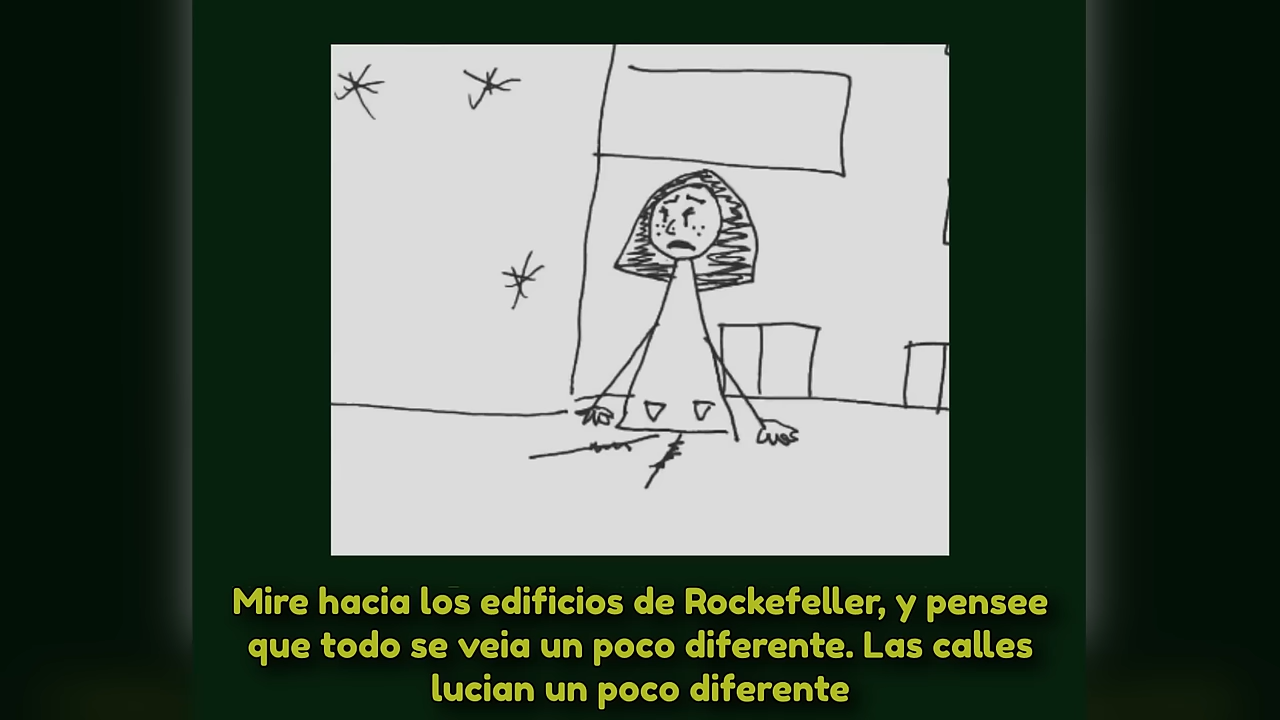 Mire hacia los edificios de Rockefeller, y pensee
que todo se veia un poco diferente. Las calles
lucian un poco diferente